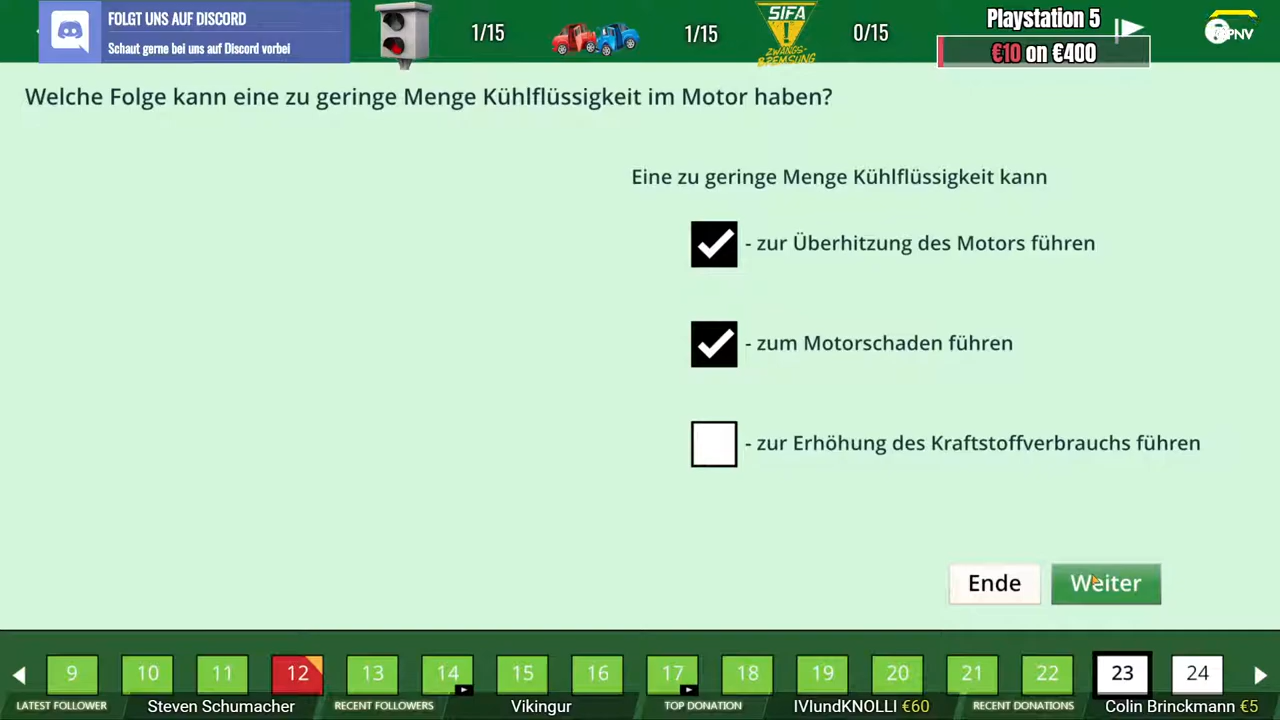 FOLGT UNS AUF DISCORD
Schaut gerne bei uns auf Discord vorbei
1/15
1/15
SIFA
ZWANGS-
BREMSUNG
0/15
Playstation 5
€10 on €400
Welche Folge kann eine zu geringe Menge Kühlflüssigkeit im Motor haben?
Eine zu geringe Menge Kühlflüssigkeit kann
- zur Überhitzung des Motors führen
- zum Motorschaden führen
- zur Erhöhung des Kraftstoffverbrauchs führen
Ende Weiter
9 10 11 12 13 14 15 16 17 18 19 20 21 22 23 24
LATEST FOLLOWER Steven Schumacher RECENT FOLLOWERS Vikingur TOP DONATION IVIundKNOLLI €60 RECENT DONATIONS Colin Brinckmann €5